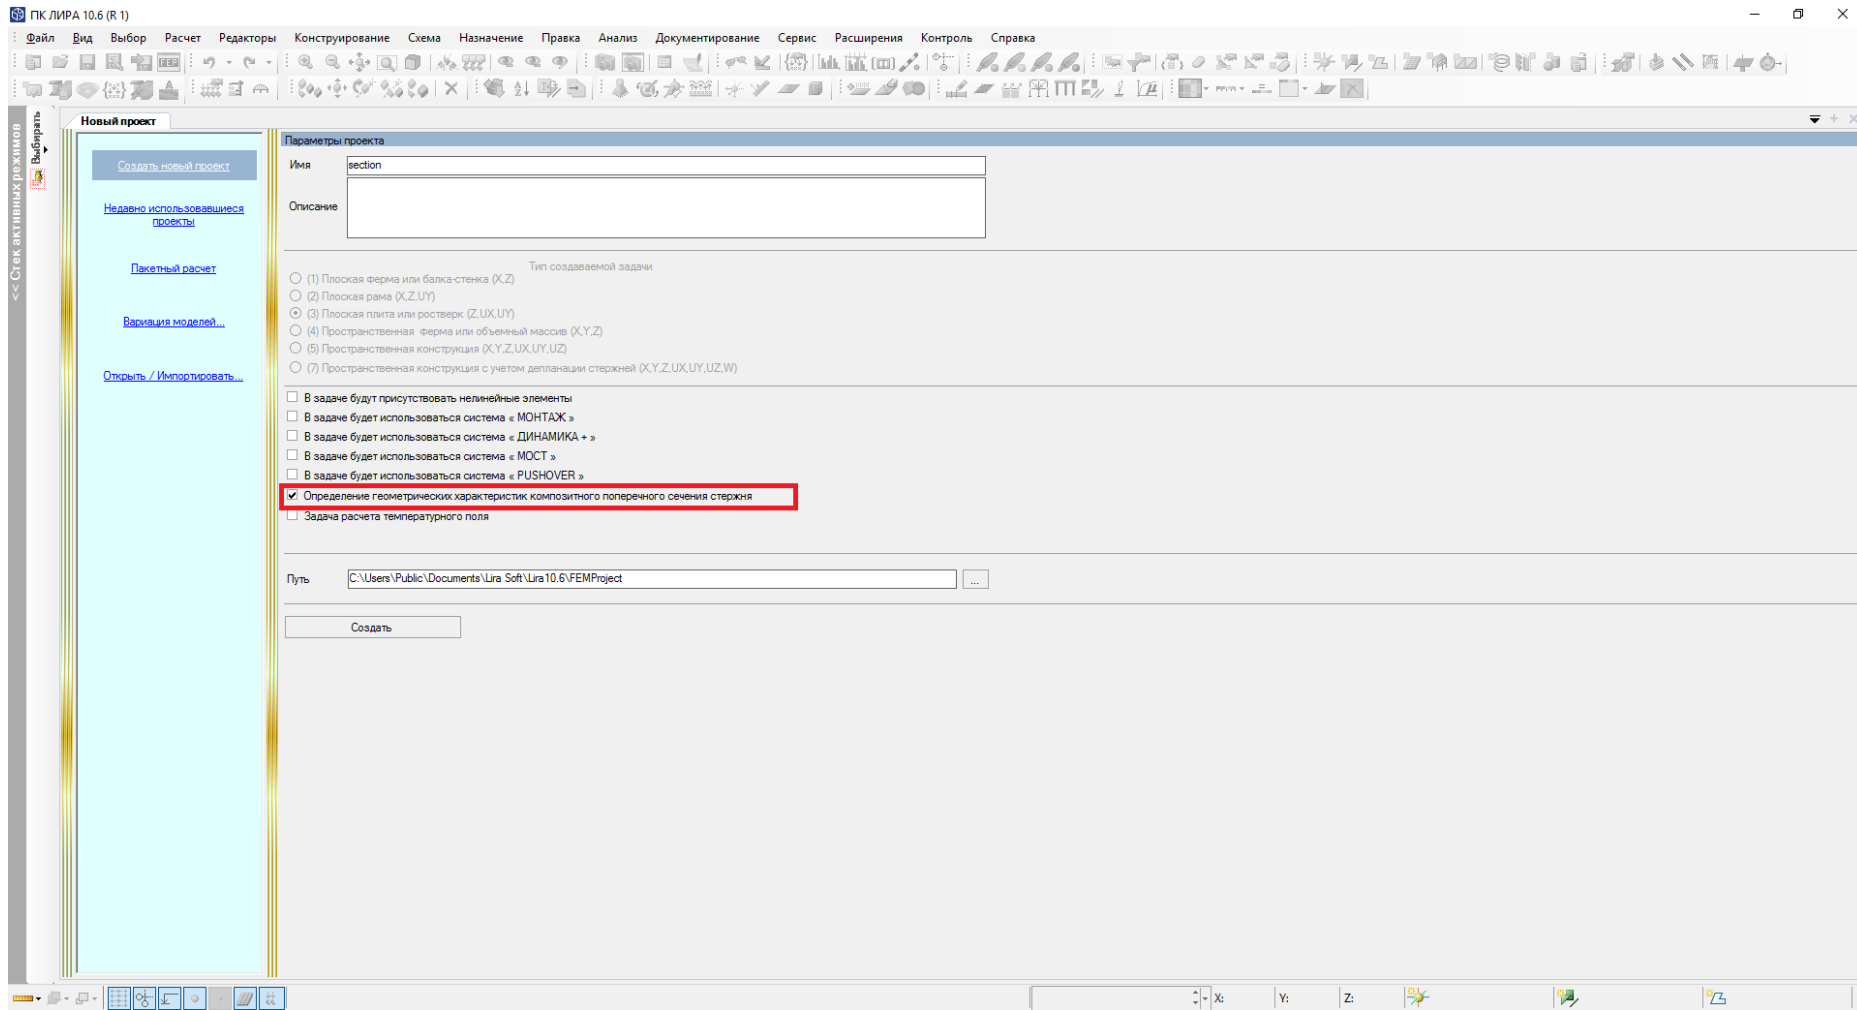 ПК ЛИРА 10.6 (R 1)
Файл Вид Выбор Расчет Редакторы Конструирование Схема Назначение Правка Анализ Документирование Сервис Расширения Контроль Справка
<< Стек активных режимов
Выбирать
Новый проект
Создать новый проект
Недавно использовавшиеся
проекты
Пакетный расчет
Вариация моделей...
Открыть / Импортировать...
Параметры проекта
Имя section
Описание
Тип создаваемой задачи
(1) Плоская ферма или балка-стенка (X,Z)
(2) Плоская рама (X,Z,UY)
(3) Плоская плита или ростверк (Z,UX,UY)
(4) Пространственная ферма или объемный массив (X,Y,Z)
(5) Пространственная конструкция (X,Y,Z,UX,UY,UZ)
(7) Пространственная конструкция с учетом депланации стержней (X,Y,Z,UX,UY,UZ,W)
В задаче будут присутствовать нелинейные элементы
В задаче будет использоваться система « МОНТАЖ »
В задаче будет использоваться система « ДИНАМИКА + »
В задаче будет использоваться система « МОСТ »
В задаче будет использоваться система « PUSHOVER »
Определение геометрических характеристик композитного поперечного сечения стержня
Задача расчета температурного поля
Путь C:\Users\Public\Documents\Lira Soft\Lira10.6\FEMProject ...
Создать
X: Y: Z: